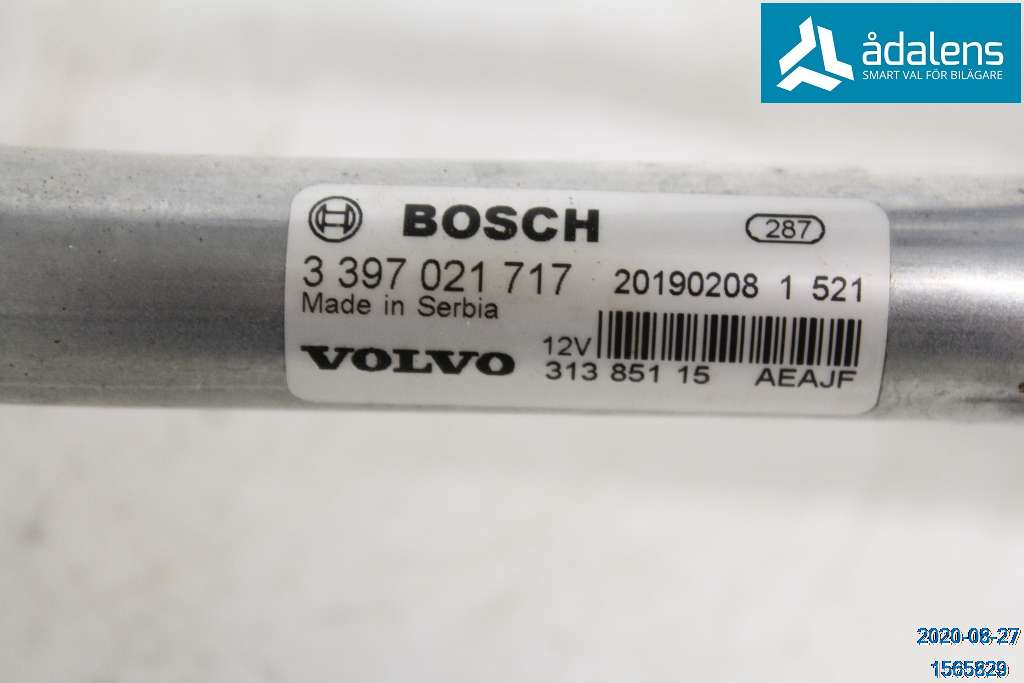 ådalens
SMART VAL FÖR BILÄGARE
BOSCH 287
3 397 021 717 20190208 1 521
Made in Serbia
VOLVO 12V
313 851 15 AEAJF
2020-08-27
1565829